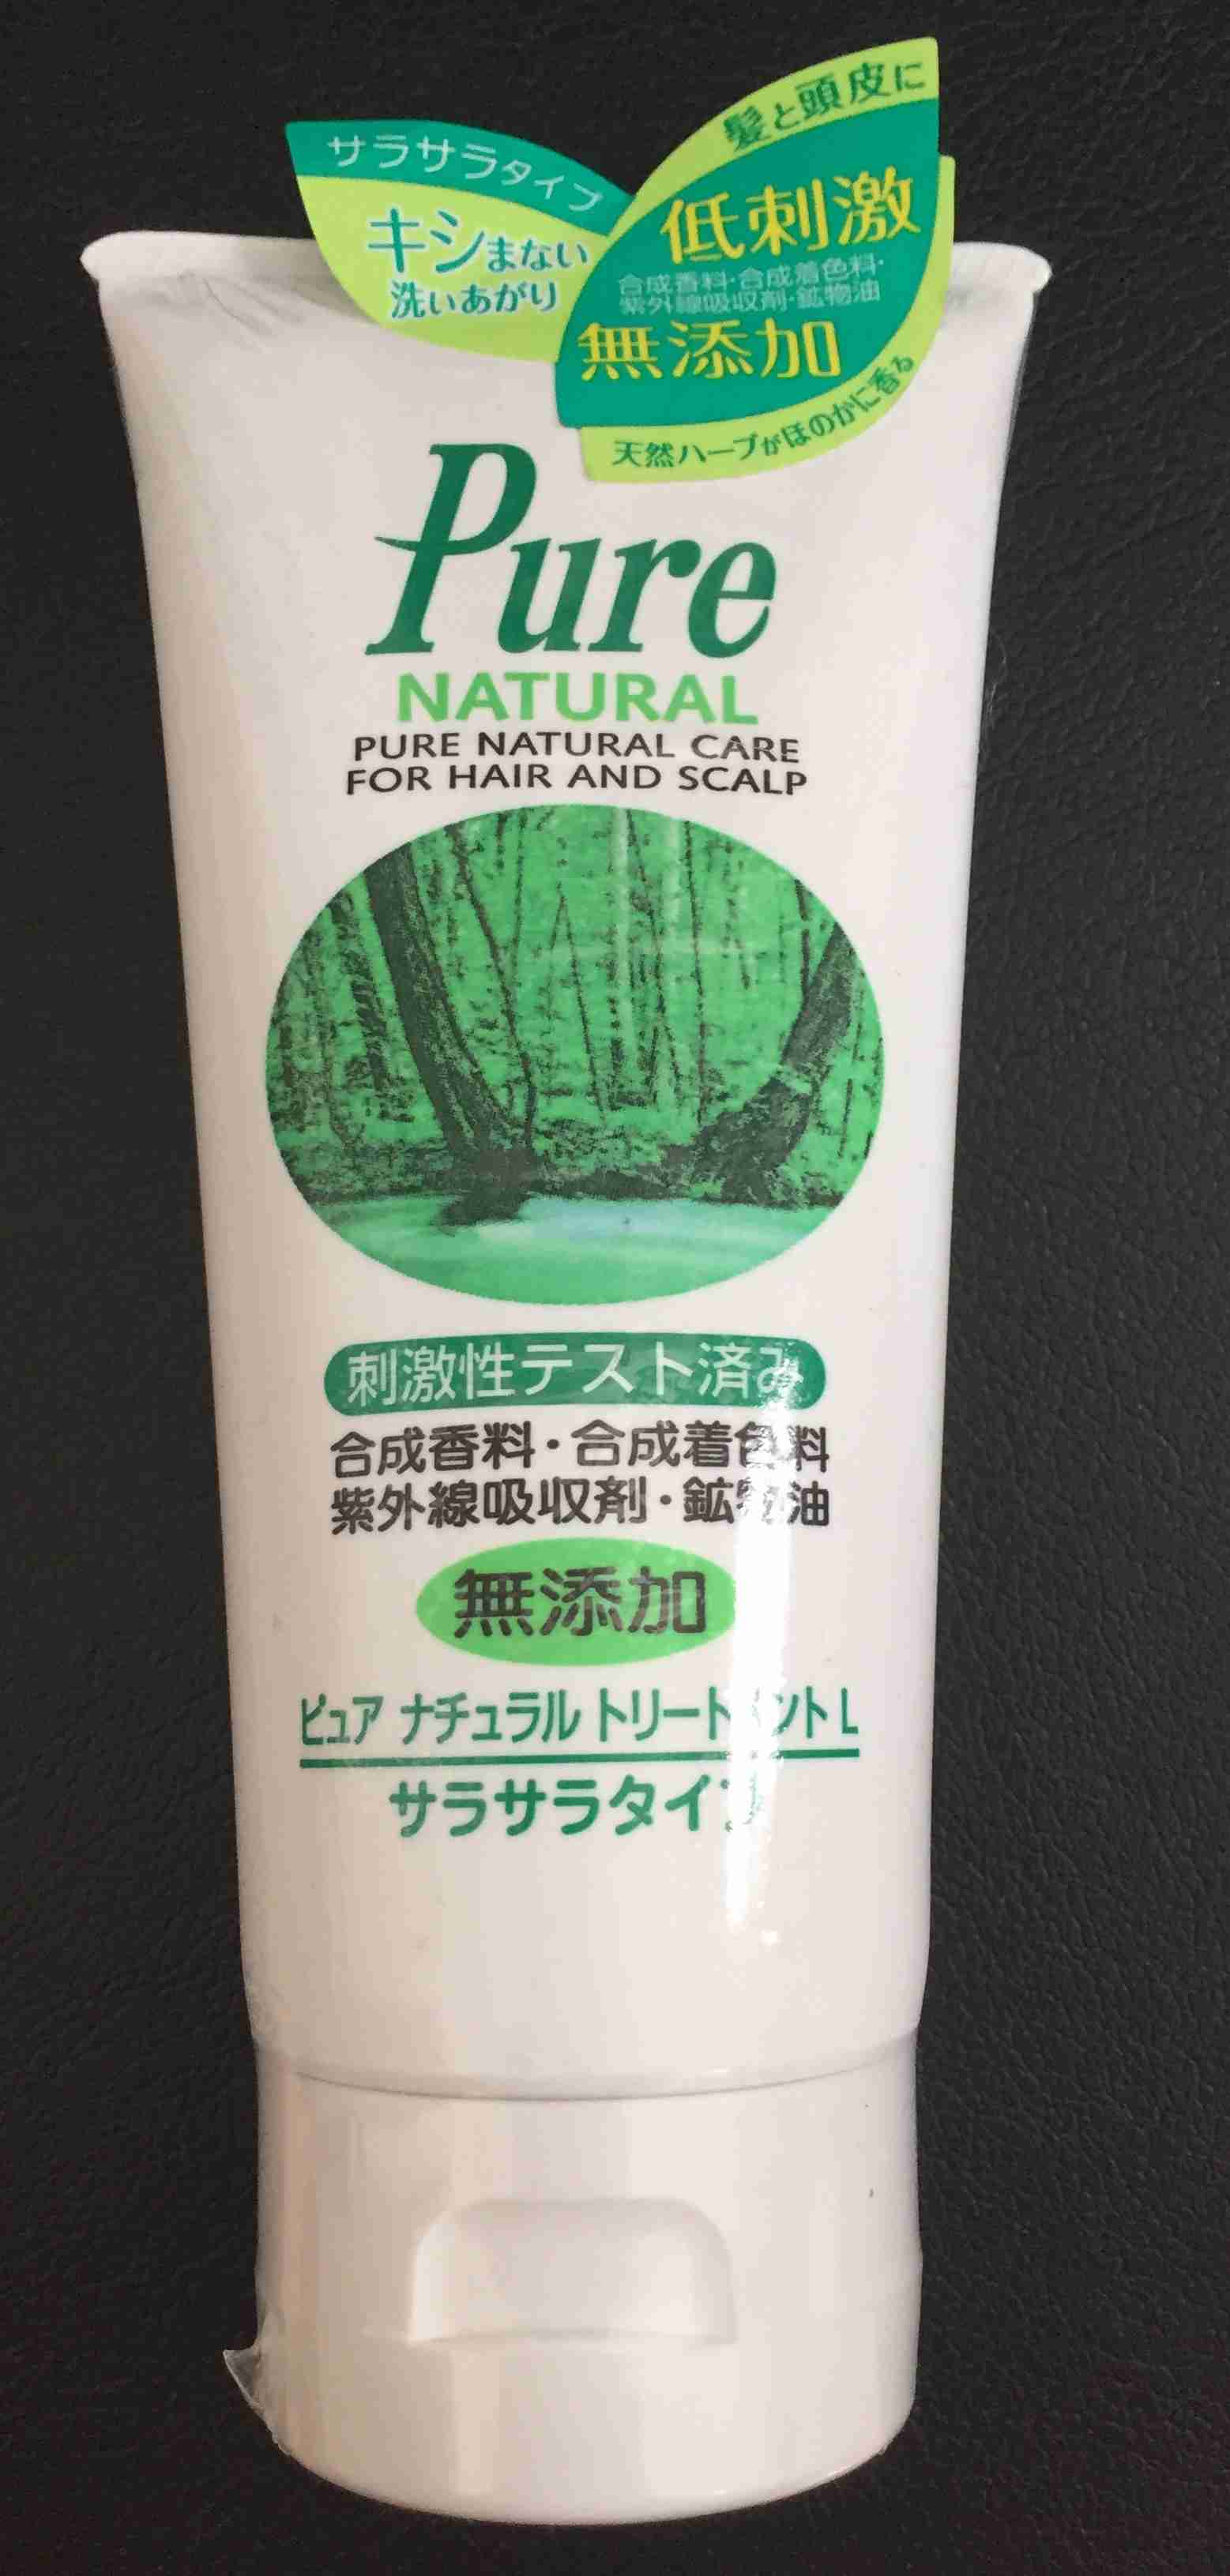 サラサラタイプ
キシまない
洗いあがり
髪と頭皮に
低刺激
合成香料・合成着色料・
紫外線吸収剤・鉱物油
無添加
天然ハーブがほのかに香る
Pure
NATURAL
PURE NATURAL CARE
FOR HAIR AND SCALP
刺激性テスト済み
合成香料・合成着色料
紫外線吸収剤・鉱物油
無添加
ピュア ナチュラル トリートメントL
サラサラタイプ